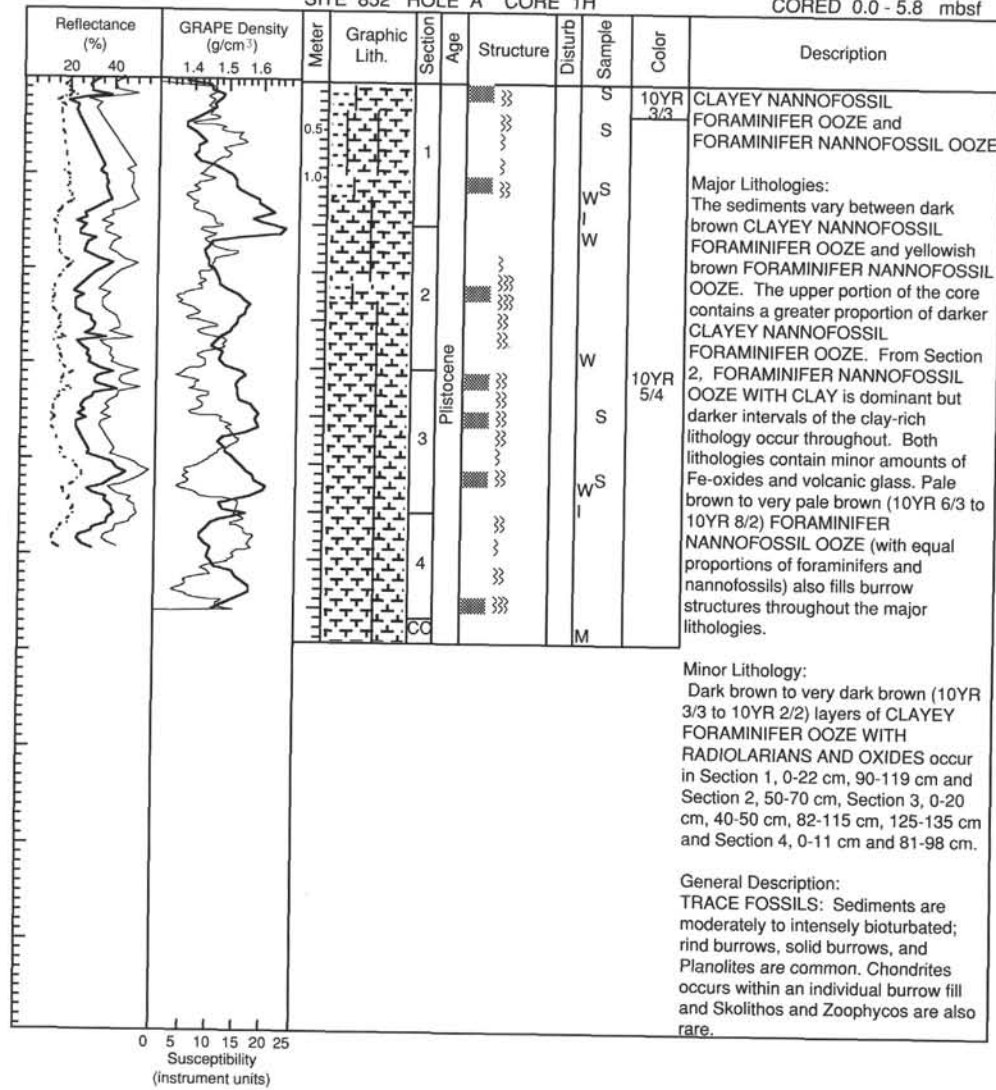 SITE 852 HOLE A CORE 1H
CORED 0.0 - 5.8 mbsf
Reflectance
(%)
20 40
GRAPE Density
(g/cm³)
1.4 1.5 1.6
Meter
Graphic
Lith.
Section
Age
Structure
Disturb
Sample
Color
Description
0.5
1.0
1
2
3
4
CC
Plistocene
S
S
S
W
I
W
W
S
S
W
I
M
10YR
3/3
10YR
5/4
CLAYEY NANNOFOSSIL
FORAMINIFER OOZE and
FORAMINIFER NANNOFOSSIL OOZE
Major Lithologies:
The sediments vary between dark
brown CLAYEY NANNOFOSSIL
FORAMINIFER OOZE and yellowish
brown FORAMINIFER NANNOFOSSIL
OOZE. The upper portion of the core
contains a greater proportion of darker
CLAYEY NANNOFOSSIL
FORAMINIFER OOZE. From Section
2, FORAMINIFER NANNOFOSSIL
OOZE WITH CLAY is dominant but
darker intervals of the clay-rich
lithology occur throughout. Both
lithologies contain minor amounts of
Fe-oxides and volcanic glass. Pale
brown to very pale brown (10YR 6/3 to
10YR 8/2) FORAMINIFER
NANNOFOSSIL OOZE (with equal
proportions of foraminifers and
nannofossils) also fills burrow
structures throughout the major
lithologies.
Minor Lithology:
Dark brown to very dark brown (10YR
3/3 to 10YR 2/2) layers of CLAYEY
FORAMINIFER OOZE WITH
RADIOLARIANS AND OXIDES occur
in Section 1, 0-22 cm, 90-119 cm and
Section 2, 50-70 cm, Section 3, 0-20
cm, 40-50 cm, 82-115 cm, 125-135 cm
and Section 4, 0-11 cm and 81-98 cm.
General Description:
TRACE FOSSILS: Sediments are
moderately to intensely bioturbated;
rind burrows, solid burrows, and
Planolites are common. Chondrites
occurs within an individual burrow fill
and Skolithos and Zoophycos are also
rare.
0 5 10 15 20 25
Susceptibility
(instrument units)